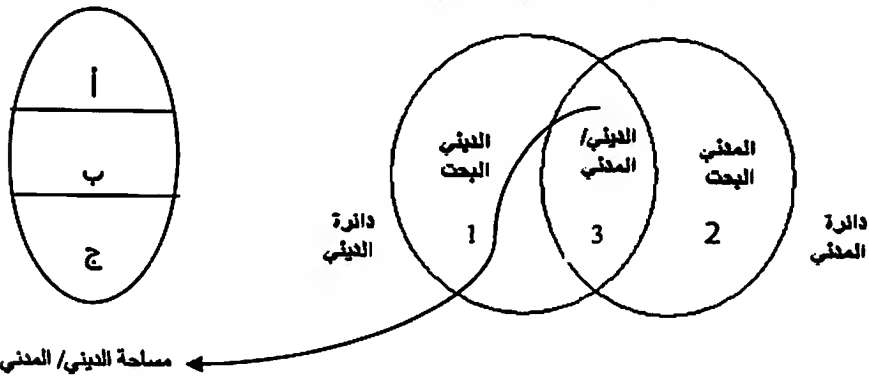 أ
ب
ج
مساحة الديني/ المدني
دائرة
المدني
المدني
البحت
2
الديني/
المدني
3
الديني
البحت
1
دائرة
الديني